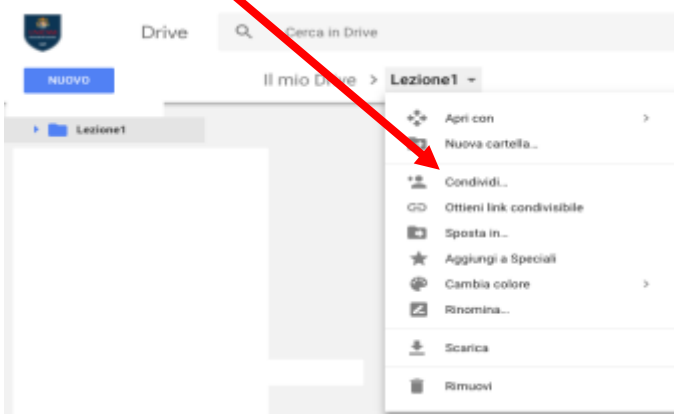 Drive
Cerca in Drive
NUOVO
Il mio Drive > Lezione1
Lezione1
Apri con
Nuova cartella...
Condividi...
Ottieni link condivisibile
Sposta in...
Aggiungi a Speciali
Cambia colore
Rinomina...
Scarica
Rimuovi